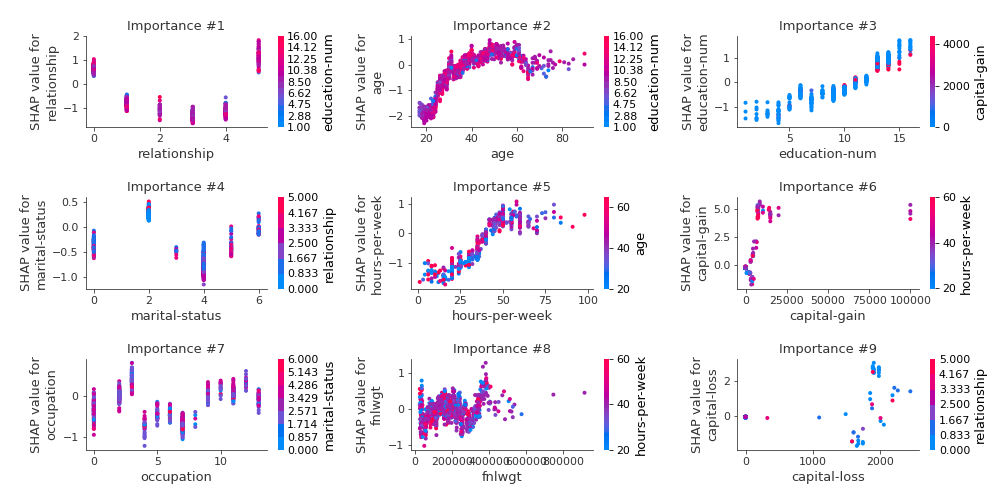 Importance #1
SHAP value for
relationship
2
1
0
−1
0
2
4
relationship
16.00
14.12
12.25
10.38
8.50
6.62
4.75
2.88
1.00
education-num
Importance #2
SHAP value for
age
1
0
−1
−2
20
40
60
80
age
16.00
14.12
12.25
10.38
8.50
6.62
4.75
2.88
1.00
education-num
Importance #3
SHAP value for
education-num
1
0
−1
5
10
15
education-num
4000
2000
0
capital-gain
Importance #4
SHAP value for
marital-status
0.5
0.0
−0.5
−1.0
0
2
4
6
marital-status
5.000
4.167
3.333
2.500
1.667
0.833
0.000
relationship
Importance #5
SHAP value for
hours-per-week
1
0
−1
0
25
50
75
100
hours-per-week
60
40
20
age
Importance #6
SHAP value for
capital-gain
5.0
2.5
0.0
0
25000
50000
75000
100000
capital-gain
60
40
20
hours-per-week
Importance #7
SHAP value for
occupation
0
−1
0
5
10
occupation
6.000
5.143
4.286
3.429
2.571
1.714
0.857
0.000
marital-status
Importance #8
SHAP value for
fnlwgt
1
0
−1
0
200000
400000
600000
800000
fnlwgt
60
40
20
hours-per-week
Importance #9
SHAP value for
capital-loss
2
0
0
1000
2000
capital-loss
5.000
4.167
3.333
2.500
1.667
0.833
0.000
relationship